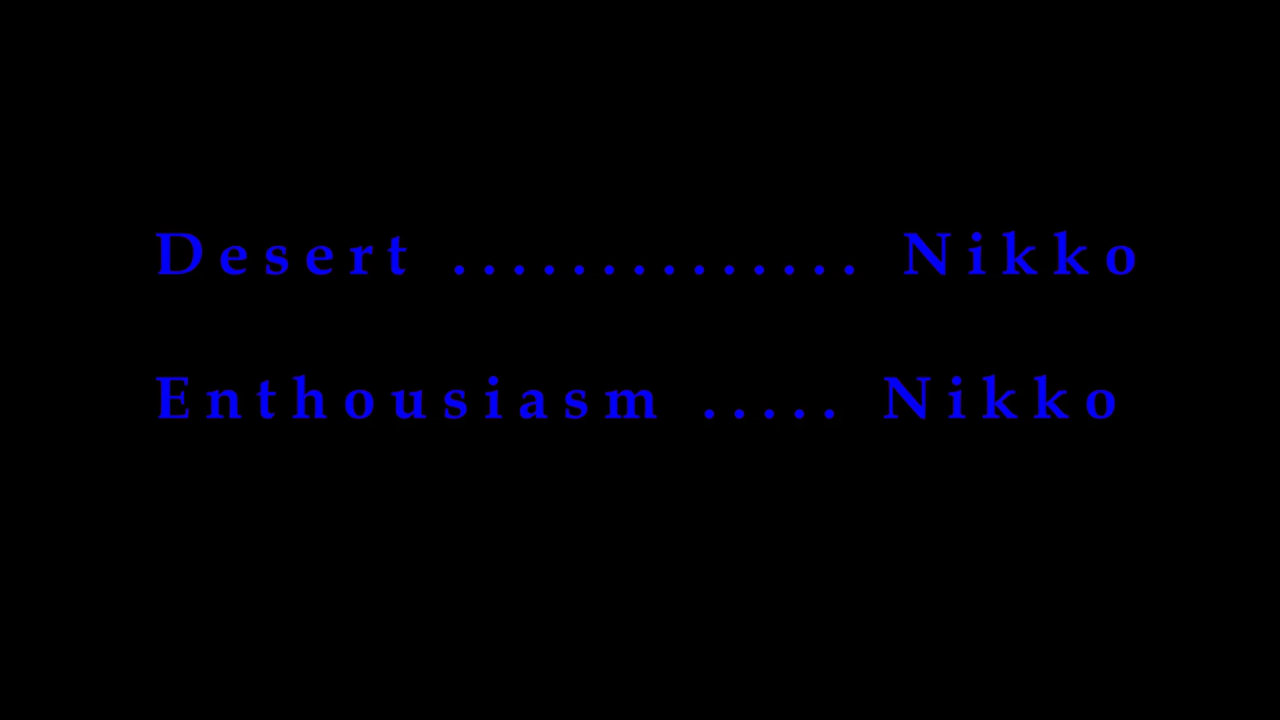 Desert .............. Nikko
Enthousiasm ..... Nikko